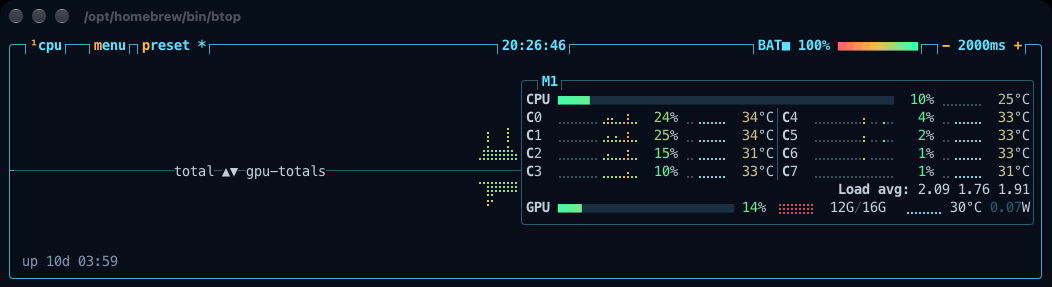 /opt/homebrew/bin/btop
¹cpu menu preset * 20:26:46 BAT■ 100% − 2000ms +
M1
CPU 10% 25°C
C0 24% 34°C C4 4% 33°C
C1 25% 34°C C5 2% 33°C
C2 15% 31°C C6 1% 33°C
total ▲▼ gpu-totals C3 10% 33°C C7 1% 31°C
Load avg: 2.09 1.76 1.91
GPU 14% 12G/16G 30°C 0.07W
up 10d 03:59